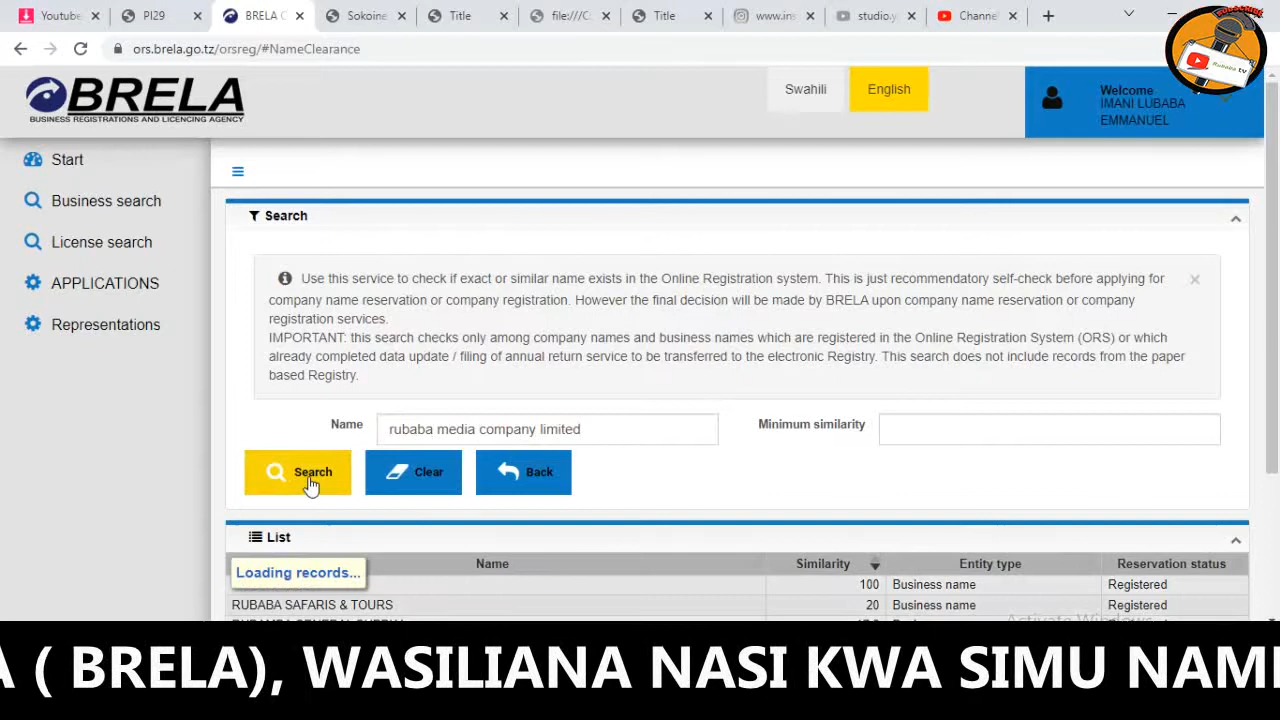 Youtube
PI29
BRELA
Sokoine
Title
file:///C:
Title
www.ins
studio.y
Channel
SUBSCRIBE
Rubaba TV
ors.brela.go.tz/orsreg/#NameClearance
BRELA
BUSINESS REGISTRATIONS AND LICENCING AGENCY
Swahili
English
Welcome
IMANI LUBABA
EMMANUEL
Start
Business search
License search
APPLICATIONS
Representations
Search
Use this service to check if exact or similar name exists in the Online Registration system. This is just recommendatory self-check before applying for
company name reservation or company registration. However the final decision will be made by BRELA upon company name reservation or company
registration services.
IMPORTANT: this search checks only among company names and business names which are registered in the Online Registration System (ORS) or which
already completed data update / filing of annual return service to be transferred to the electronic Registry. This search does not include records from the paper
based Registry.
Name
rubaba media company limited
Minimum similarity
Search
Clear
Back
List
Name
Similarity
Entity type
Reservation status
Loading records...
100
Business name
Registered
RUBABA SAFARIS & TOURS
20
Business name
Registered
A ( BRELA), WASILIANA NASI KWA SIMU NAM